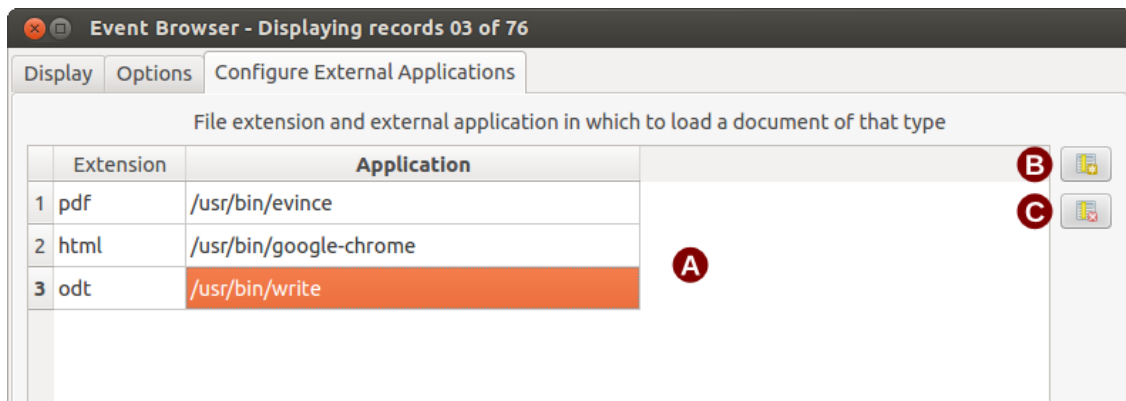 Event Browser - Displaying records 03 of 76
Display Options Configure External Applications
File extension and external application in which to load a document of that type
Extension Application B
1 pdf /usr/bin/evince C
2 html /usr/bin/google-chrome
A
3 odt /usr/bin/write